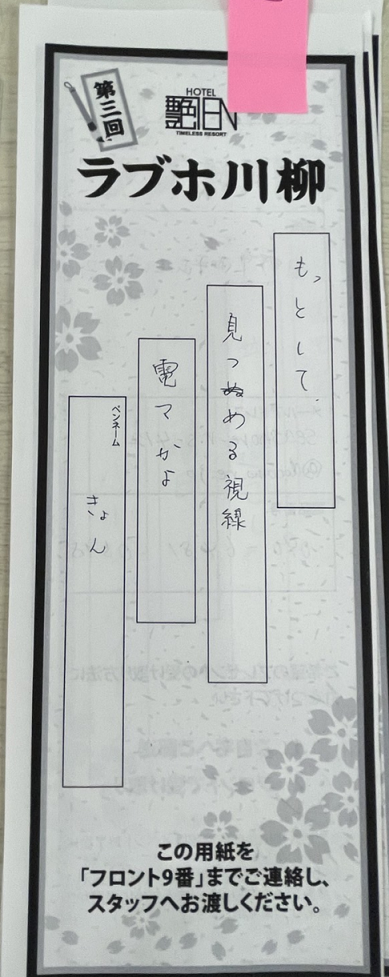 第三回
HOTEL
艶EN
TIMELESS RESORT
ラブホ川柳
もっとして、
見つめる視線
電マかよ
ペンネーム
きょん
この用紙を
「フロント9番」までご連絡し、
スタッフへお渡しください。